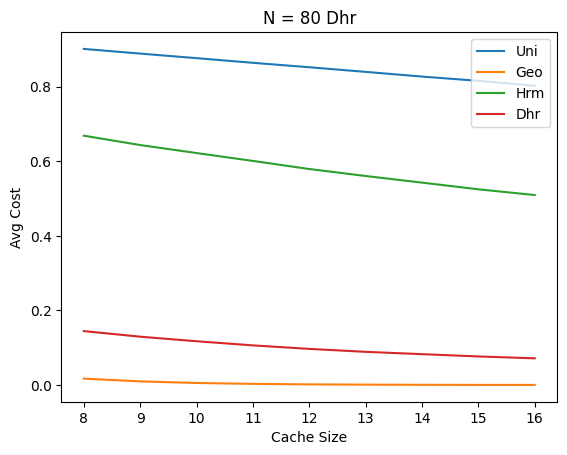 N = 80 Dhr
Uni
Geo
Hrm
Dhr
Avg Cost
0.8
0.6
0.4
0.2
0.0
8 9 10 11 12 13 14 15 16
Cache Size